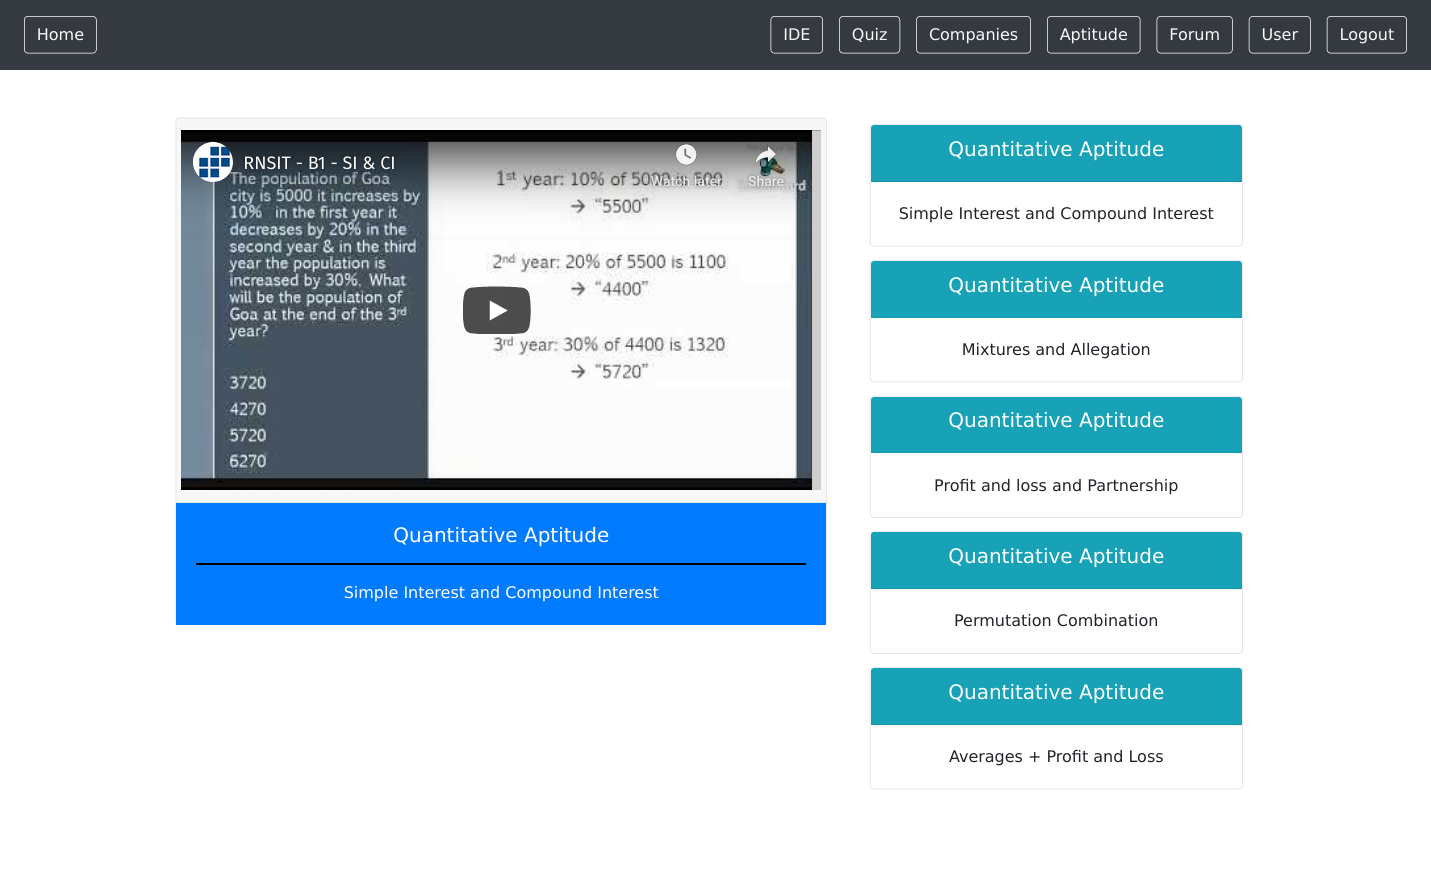 Home
IDE
Quiz
Companies
Aptitude
Forum
User
Logout
RNSIT - B1 - SI & CI
Watch later
Share
The population of Goa
city is 5000 it increases by
10% in the first year it
decreases by 20% in the
second year & in the third
year the population is
increased by 30%. What
will be the population of
Goa at the end of the 3rd
year?
3720
4270
5720
6270
1st year: 10% of 5000 is 500
→ “5500”
2nd year: 20% of 5500 is 1100
→ “4400”
3rd year: 30% of 4400 is 1320
→ “5720”
Quantitative Aptitude
Simple Interest and Compound Interest
Quantitative Aptitude
Simple Interest and Compound Interest
Quantitative Aptitude
Mixtures and Allegation
Quantitative Aptitude
Profit and loss and Partnership
Quantitative Aptitude
Permutation Combination
Quantitative Aptitude
Averages + Profit and Loss